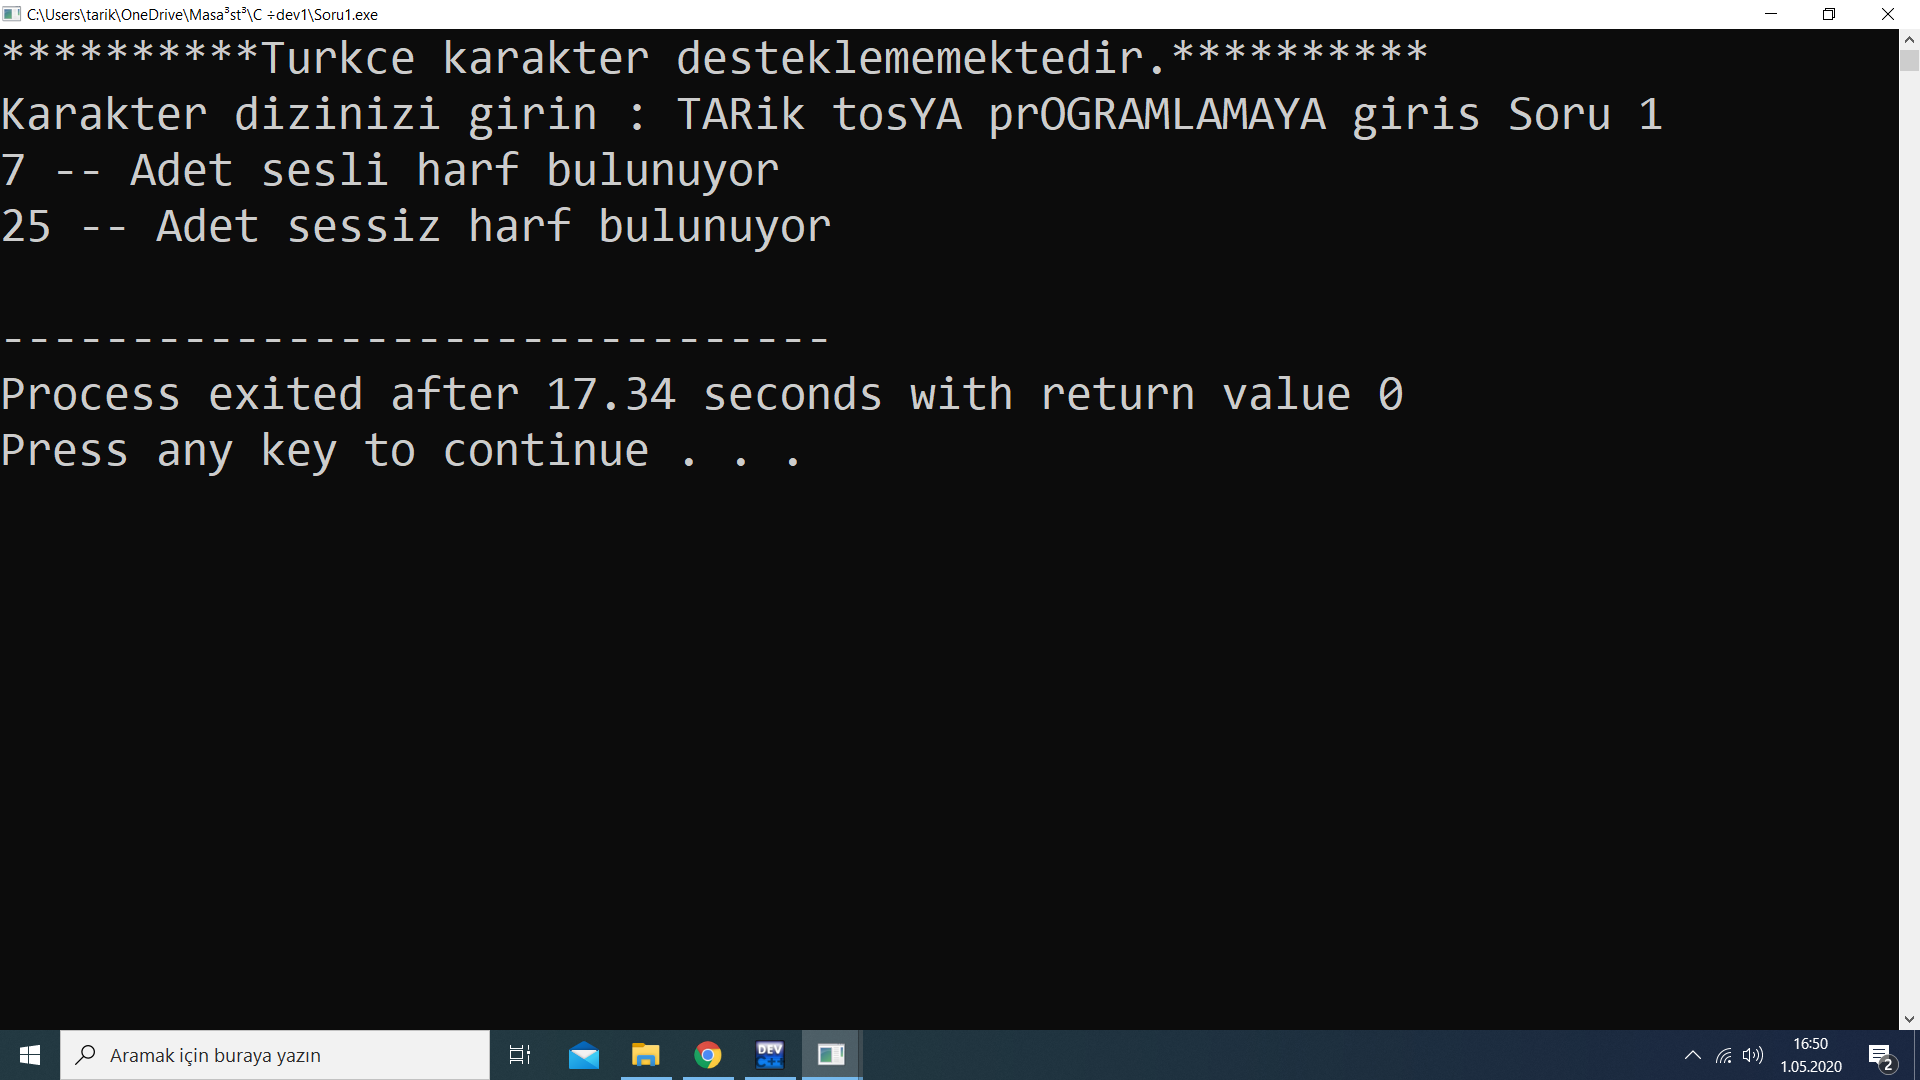 C:\Users\tarik\OneDrive\Masa³st³\C ÷dev1\Soru1.exe
**********Turkce karakter desteklememektedir.**********
Karakter dizinizi girin : TARik tosYA prOGRAMLAMAYA giris Soru 1
7 -- Adet sesli harf bulunuyor
25 -- Adet sessiz harf bulunuyor
--------------------------------
Process exited after 17.34 seconds with return value 0
Press any key to continue . . .
Aramak için buraya yazın
DEV C++
16:50
1.05.2020
2